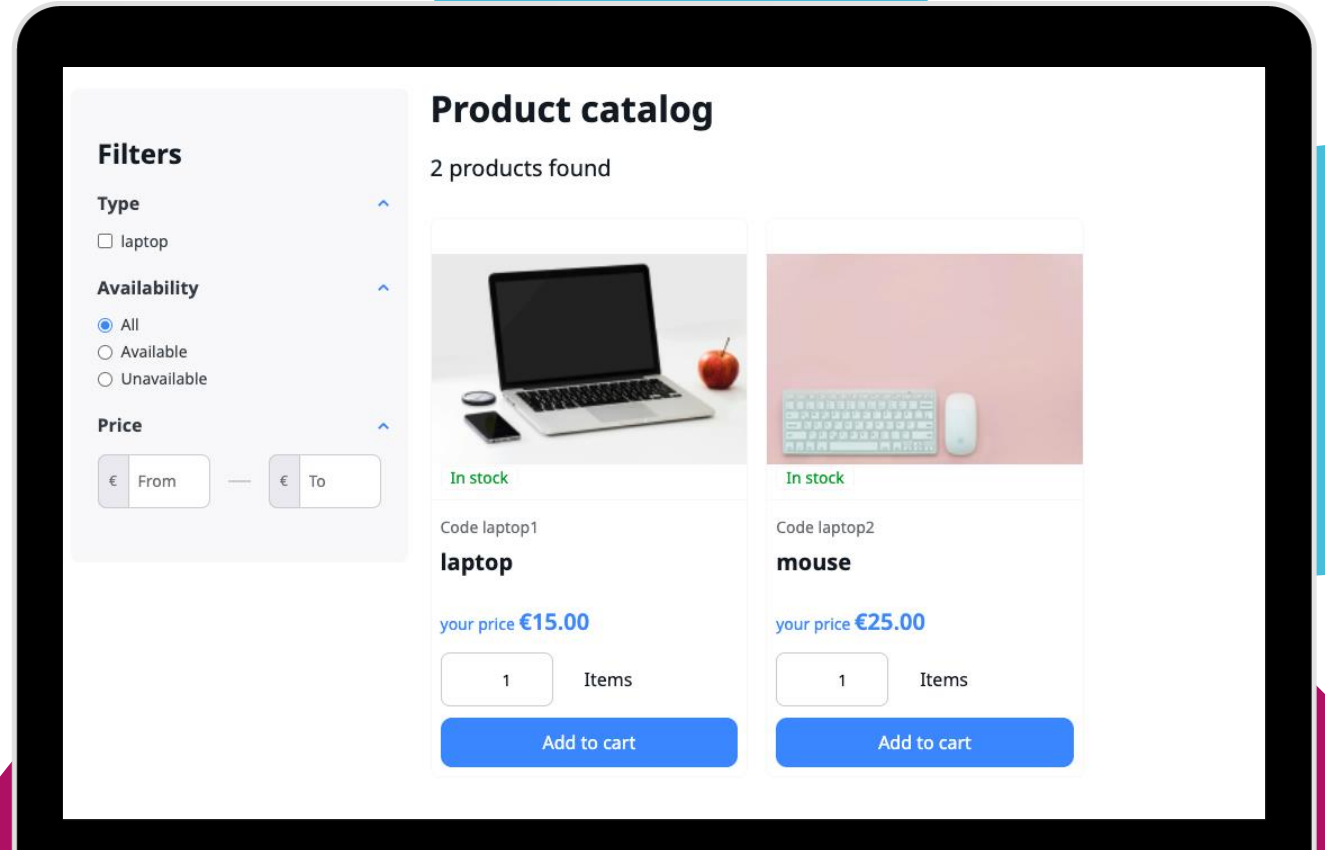 Filters
Type
laptop
Availability
All
Available
Unavailable
Price
€ From
€ To
Product catalog
2 products found
In stock
Code laptop1
laptop
your price €15.00
1 Items
Add to cart
In stock
Code laptop2
mouse
your price €25.00
1 Items
Add to cart